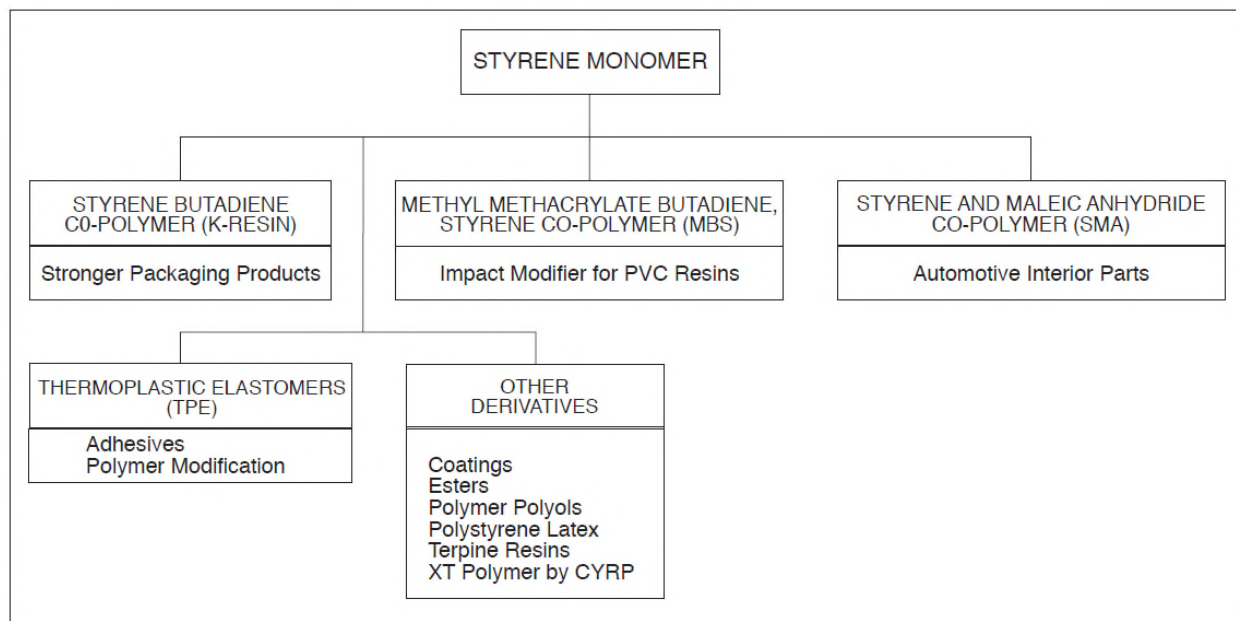 STYRENE MONOMER
STYRENE BUTADIENE
C0-POLYMER (K-RESIN)
Stronger Packaging Products
METHYL METHACRYLATE BUTADIENE,
STYRENE CO-POLYMER (MBS)
Impact Modifier for PVC Resins
STYRENE AND MALEIC ANHYDRIDE
CO-POLYMER (SMA)
Automotive Interior Parts
THERMOPLASTIC ELASTOMERS
(TPE)
Adhesives
Polymer Modification
OTHER
DERIVATIVES
Coatings
Esters
Polymer Polyols
Polystyrene Latex
Terpine Resins
XT Polymer by CYRP